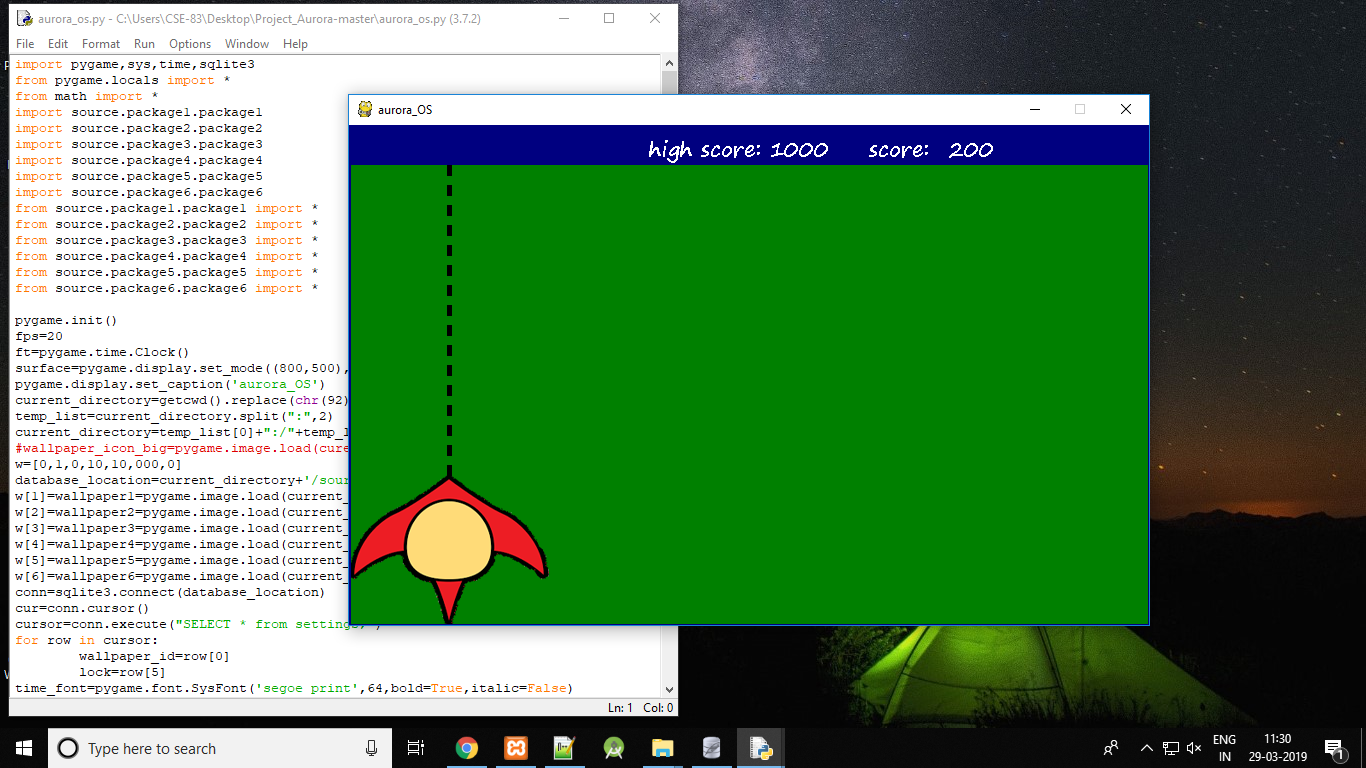 aurora_os.py - C:\Users\CSE-83\Desktop\Project_Aurora-master\aurora_os.py (3.7.2)
File Edit Format Run Options Window Help
import pygame,sys,time,sqlite3
from pygame.locals import *
from math import *
import source.package1.package1
import source.package2.package2
import source.package3.package3
import source.package4.package4
import source.package5.package5
import source.package6.package6
from source.package1.package1 import *
from source.package2.package2 import *
from source.package3.package3 import *
from source.package4.package4 import *
from source.package5.package5 import *
from source.package6.package6 import *
pygame.init()
fps=20
ft=pygame.time.Clock()
surface=pygame.display.set_mode((800,500),
pygame.display.set_caption('aurora_OS')
current_directory=getcwd().replace(chr(92)
temp_list=current_directory.split(":",2)
current_directory=temp_list[0]+":/"+temp_l
#wallpaper_icon_big=pygame.image.load(cure
w=[0,1,0,10,10,000,0]
database_location=current_directory+'/sour
w[1]=wallpaper1=pygame.image.load(current_
w[2]=wallpaper2=pygame.image.load(current_
w[3]=wallpaper3=pygame.image.load(current_
w[4]=wallpaper4=pygame.image.load(current_
w[5]=wallpaper5=pygame.image.load(current_
w[6]=wallpaper6=pygame.image.load(current_
conn=sqlite3.connect(database_location)
cur=conn.cursor()
cursor=conn.execute("SELECT * from settings;")
for row in cursor:
wallpaper_id=row[0]
lock=row[5]
time_font=pygame.font.SysFont('segoe print',64,bold=True,italic=False)
Ln: 1 Col: 0
aurora_OS
high score: 1000 score: 200
Type here to search
ENG
IN
11:30
29-03-2019
1